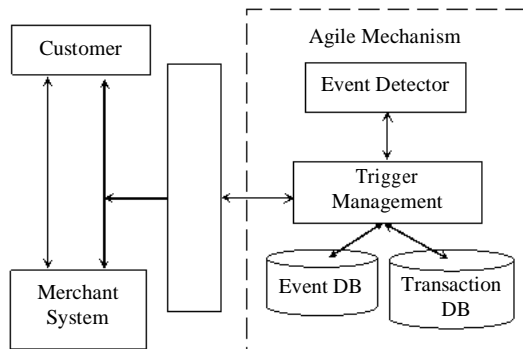 Customer
Agile Mechanism
Event Detector
Trigger
Management
Event DB
Transaction
DB
Merchant
System